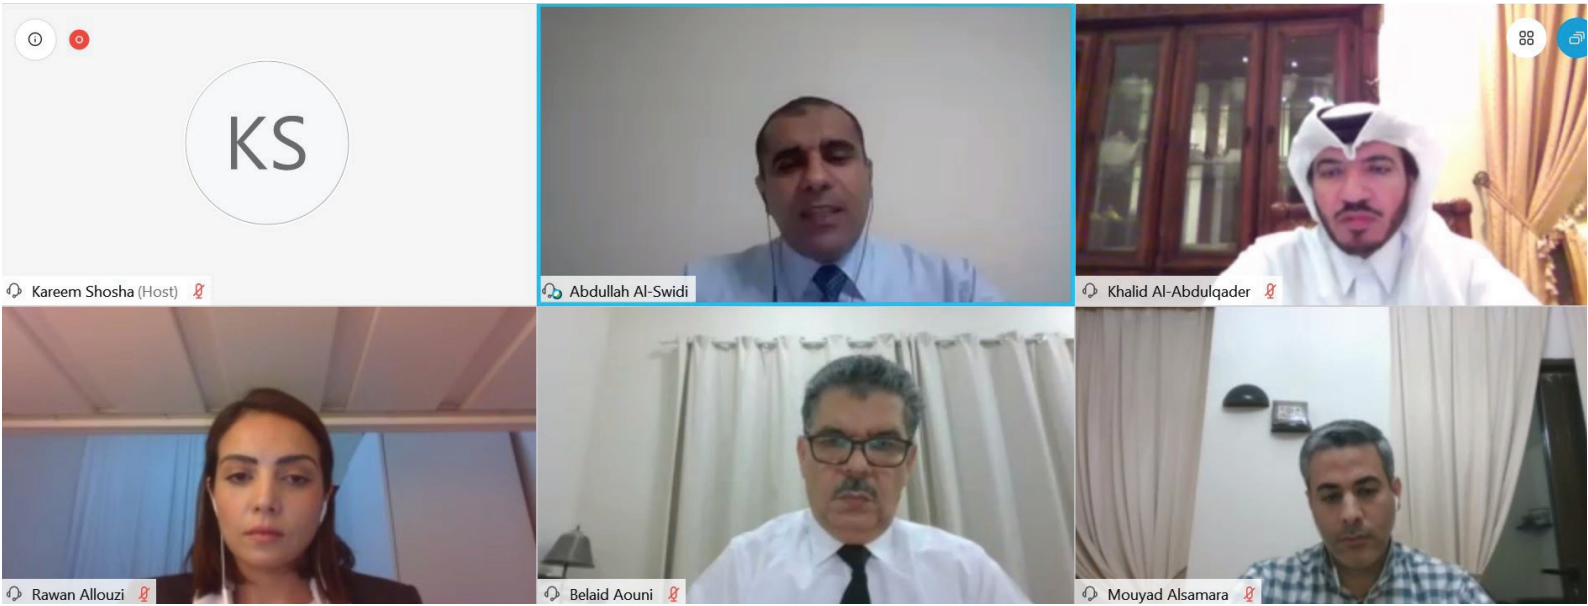 KS
Kareem Shosha (Host)
Abdullah Al-Swidi
Khalid Al-Abdulqader
Rawan Allouzi
Belaid Aouni
Mouyad Alsamara